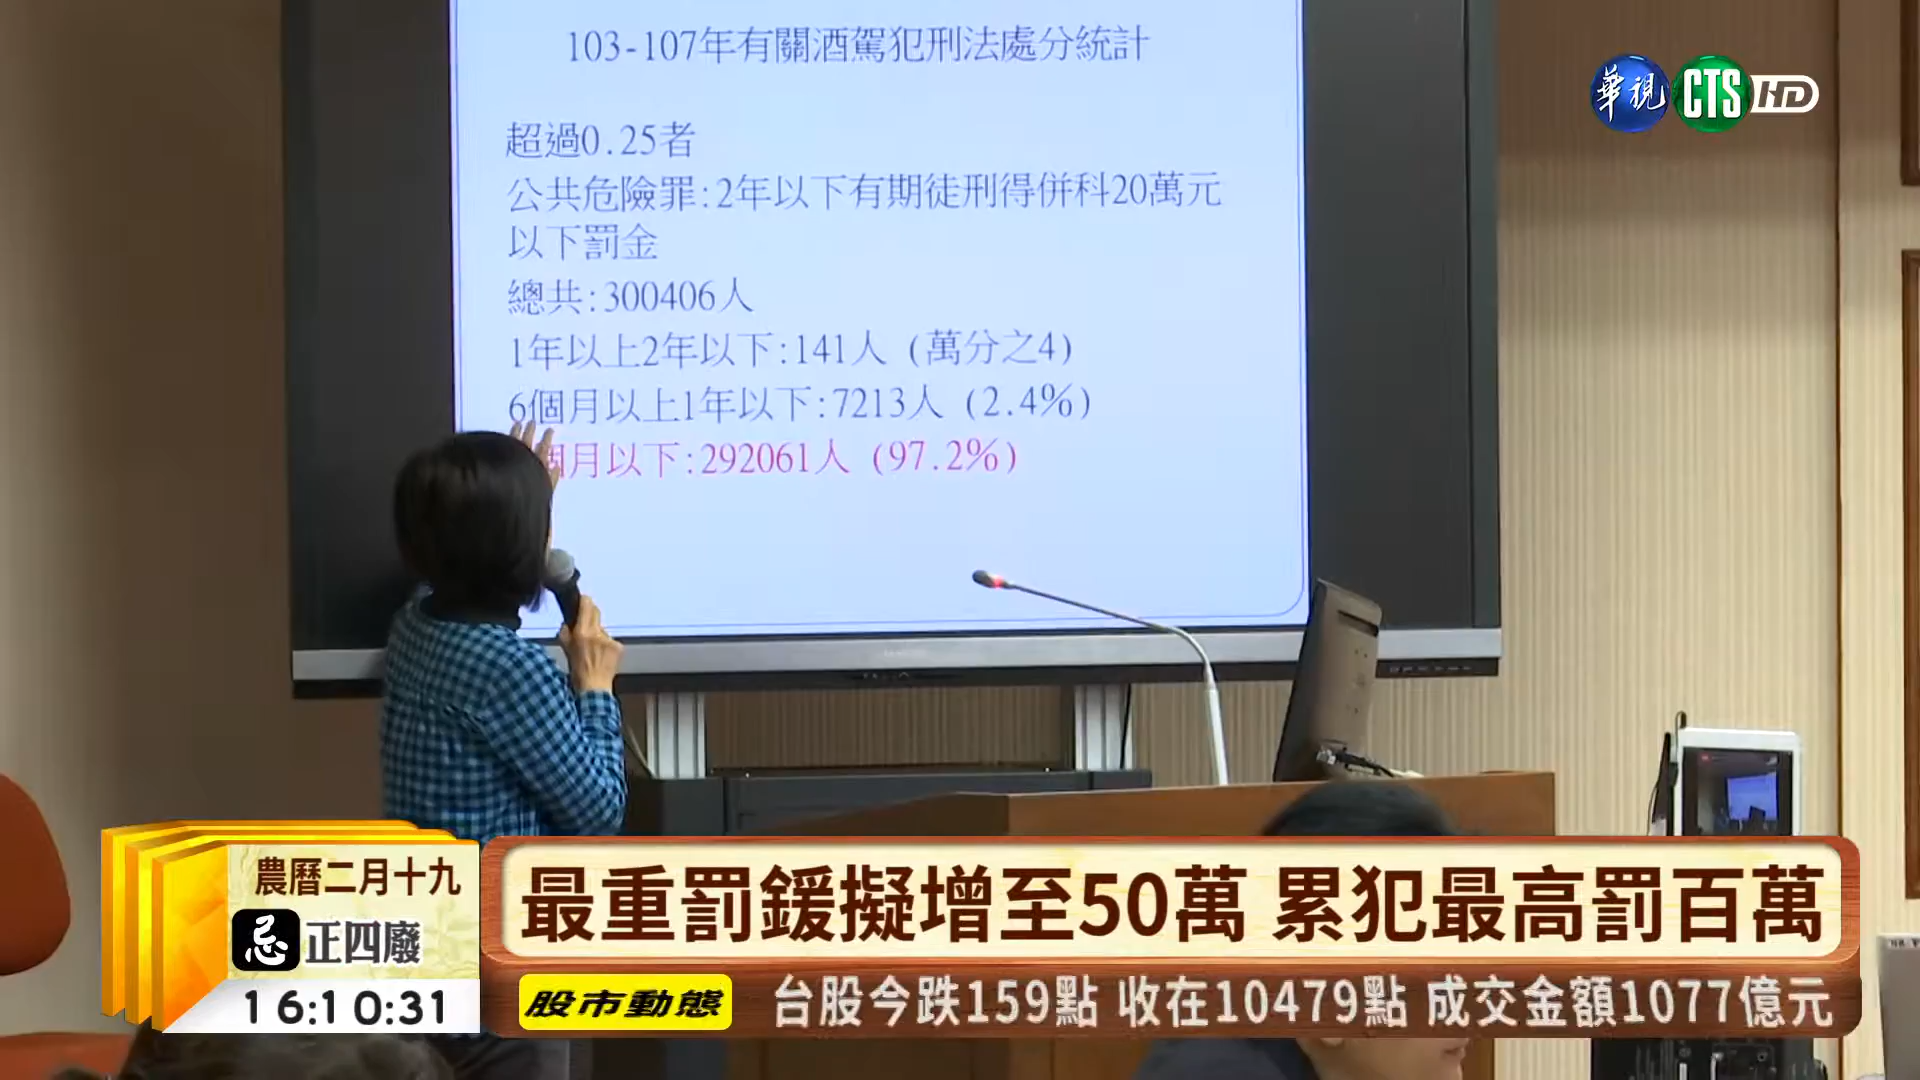 103-107年有關酒駕犯刑法處分統計
超過0.25者
公共危險罪:2年以下有期徒刑得併科20萬元
以下罰金
總共:300406人
1年以上2年以下:141人 (萬分之4)
6個月以上1年以下:7213人 (2.4%)
個月以下:292061人 (97.2%)
華視 CTS HD
農曆二月十九
忌 正四廢
16:10:31
最重罰鍰擬增至50萬 累犯最高罰百萬
股市動態
台股今跌159點 收在10479點 成交金額1077億元